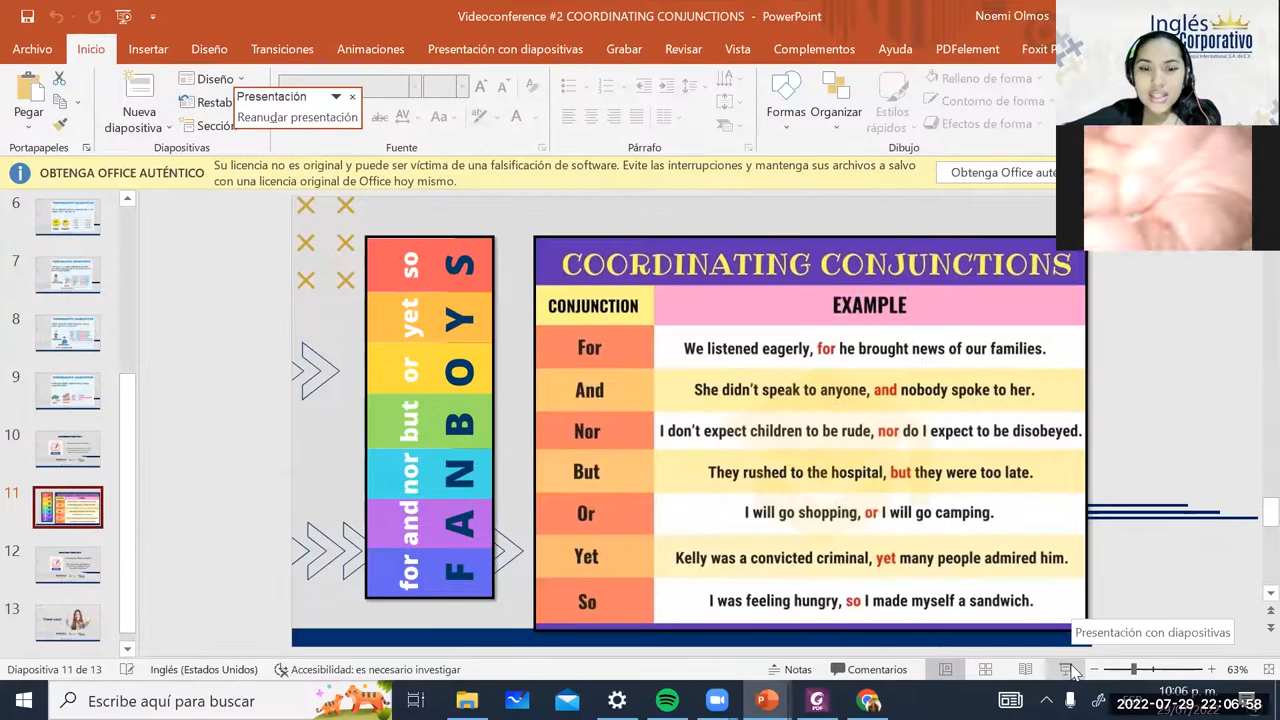 Videoconference #2 COORDINATING CONJUNCTIONS - PowerPoint
Noemi Olmos
Inglés
Corporativo
Archivo Inicio Insertar Diseño Transiciones Animaciones Presentación con diapositivas Grabar Revisar Vista Complementos Ayuda PDFelement Foxit P
Pegar
Nueva
diapositiva
Diseño
Restab
Sección
Presentación
Reanudar presentación
Formas
Organizar
Estilos
rápidos
Relleno de forma
Contorno de forma
Efectos de forma
Portapapeles
Diapositivas
Fuente
Párrafo
Dibujo
OBTENGA OFFICE AUTÉNTICO
Su licencia no es original y puede ser víctima de una falsificación de software. Evite las interrupciones y mantenga sus archivos a salvo
con una licencia original de Office hoy mismo.
Obtenga Office auté
6
7
8
9
10
11
12
13
so S
yet Y
or O
but B
nor N
and A
for F
COORDINATING CONJUNCTIONS
CONJUNCTION EXAMPLE
For We listened eagerly, for he brought news of our families.
And She didn't speak to anyone, and nobody spoke to her.
Nor I don't expect children to be rude, nor do I expect to be disobeyed.
But They rushed to the hospital, but they were too late.
Or I will go shopping, or I will go camping.
Yet Kelly was a convicted criminal, yet many people admired him.
So I was feeling hungry, so I made myself a sandwich.
Presentación con diapositivas
Diapositiva 11 de 13 Inglés (Estados Unidos) Accesibilidad: es necesario investigar Notas Comentarios 63%
Escribe aquí para buscar
10:06 p. m.
2022-07-29 22:06:58